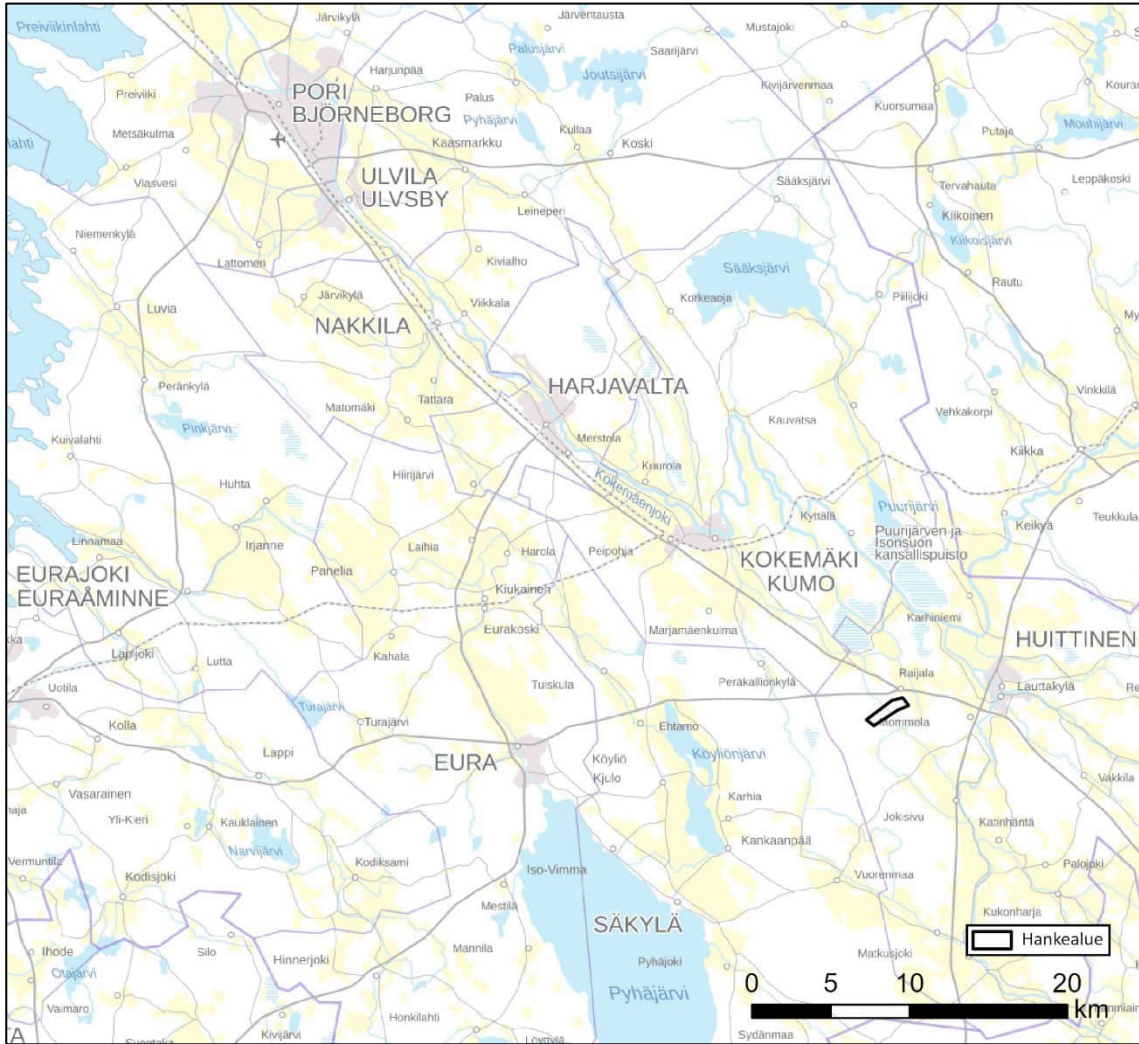 Preiviikinlahti
Järvikylä
Järventausta
Mustajoki
Palusjärvi
Saarijärvi
Joutsijärvi
Harjunpää
Preiviiki
PORI
BJÖRNEBORG
Palus
Kivijärvenmaa
Kuorsumaa
Pyhäjärvi
Metsäkulma
Kullaa
Putaja
Mouhijärvi
Kaasmarkku
Koski
Viasvesi
ULVILA
ULVSBY
Sääksjärvi
Tervahauta
Leppäkoski
Leineperi
Kiikoinen
Niemenkylä
Kiikoisjärvi
Lattomeri
Kivialho
Sääksjärvi
Rautu
Järvikylä
Korkeaoja
Piilijoki
Luvia
Viikkala
NAKKILA
Peränkylä
HARJAVALTA
Vinkkilä
Tattara
Matomäki
Vehkakorpi
Pinkjärvi
Kauvatsa
Kuivalahti
Merstola
Kiikka
Kuurola
Hiirijärvi
Huhta
Kokemäenjoki
Puurijärvi
Kyttälä
Keikyä
Teukkula
Puurijärven ja
Isonsuon
kansallispuisto
Linnamaa
Irjanne
Laihia
Harola
Peipohja
KOKEMÄKI
KUMO
EURAJOKI
EURAÅMINNE
Panelia
Kiukainen
Karhiniemi
Eurakoski
Marjamäenkulma
HUITTINEN
Lapijoki
Lutta
Kahala
Raijala
Tuiskula
Peräkallionkylä
Lauttakylä
Uotila
Turajärvi
Kolla
Turajärvi
Ehtamo
Mommola
Lappi
EURA
Köyliö
Kjulo
Köyliönjärvi
Vakkila
Vasarainen
Karhia
Yli-Kieri
Kauklainen
Jokisivu
Katinhäntä
Narvijärvi
Kankaanpää
Vermuntila
Kodiksami
Iso-Vimma
Palojoki
Kodisjoki
Vuorenmaa
Mestilä
SÄKYLÄ
Kukonharja
Ihode
Silo
Mannila
Hankealue
Otajärvi
Hinnerjoki
Pyhäjoki
Matkusjoki
Vaimaro
Pyhäjärvi
0 5 10 20
km
Honkilahti
Kivijärvi
Sydänmaa